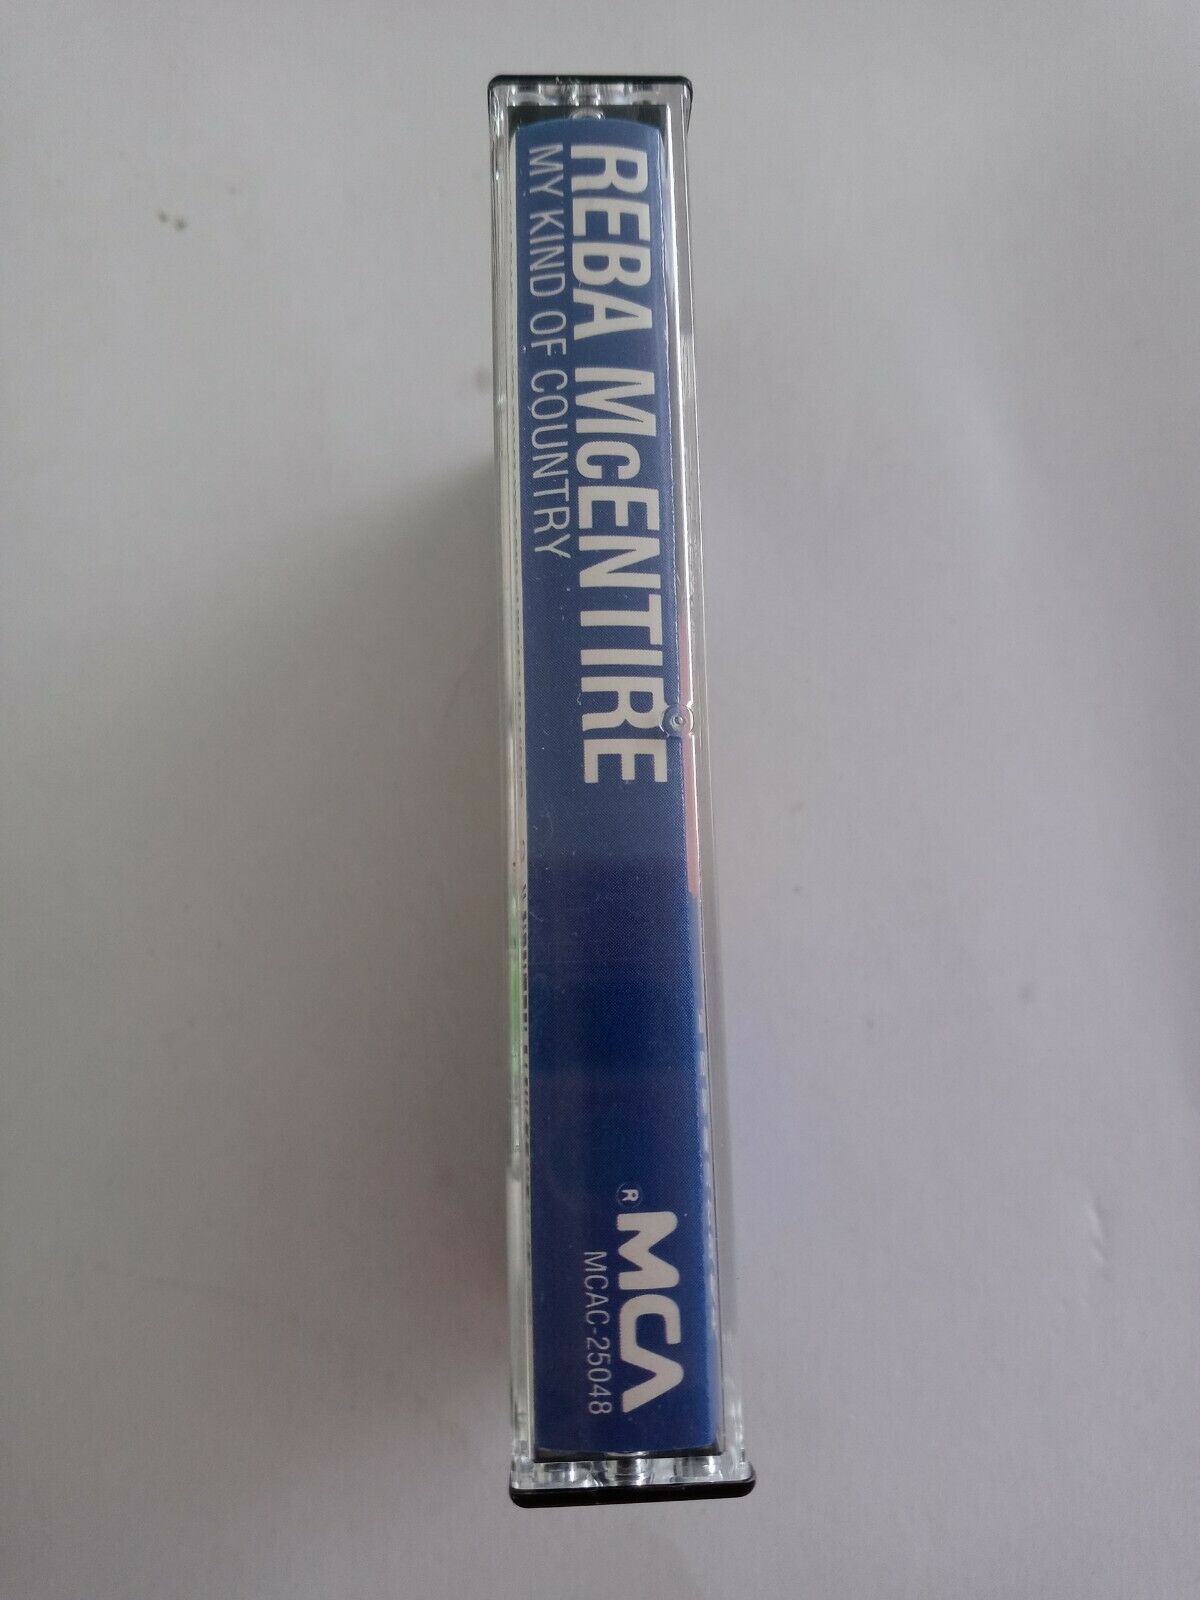 REBA McENTIRE
MY KIND OF COUNTRY
® MCA
MCAC-25048